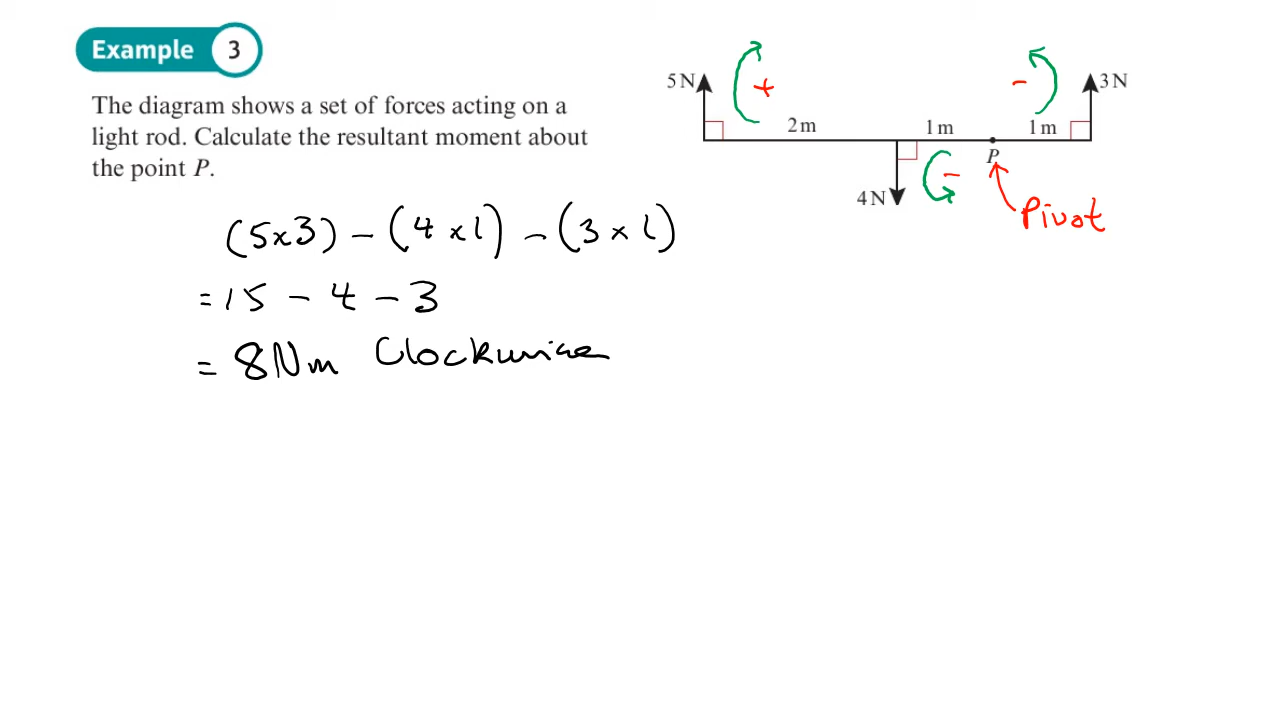 Example 3
The diagram shows a set of forces acting on a
light rod. Calculate the resultant moment about
the point P.
5 N
+
2 m
4 N
1 m
-
P
-
1 m
3 N
Pivot
(5×3) - (4×1) - (3×1)
= 15 - 4 - 3
= 8Nm Clockwise